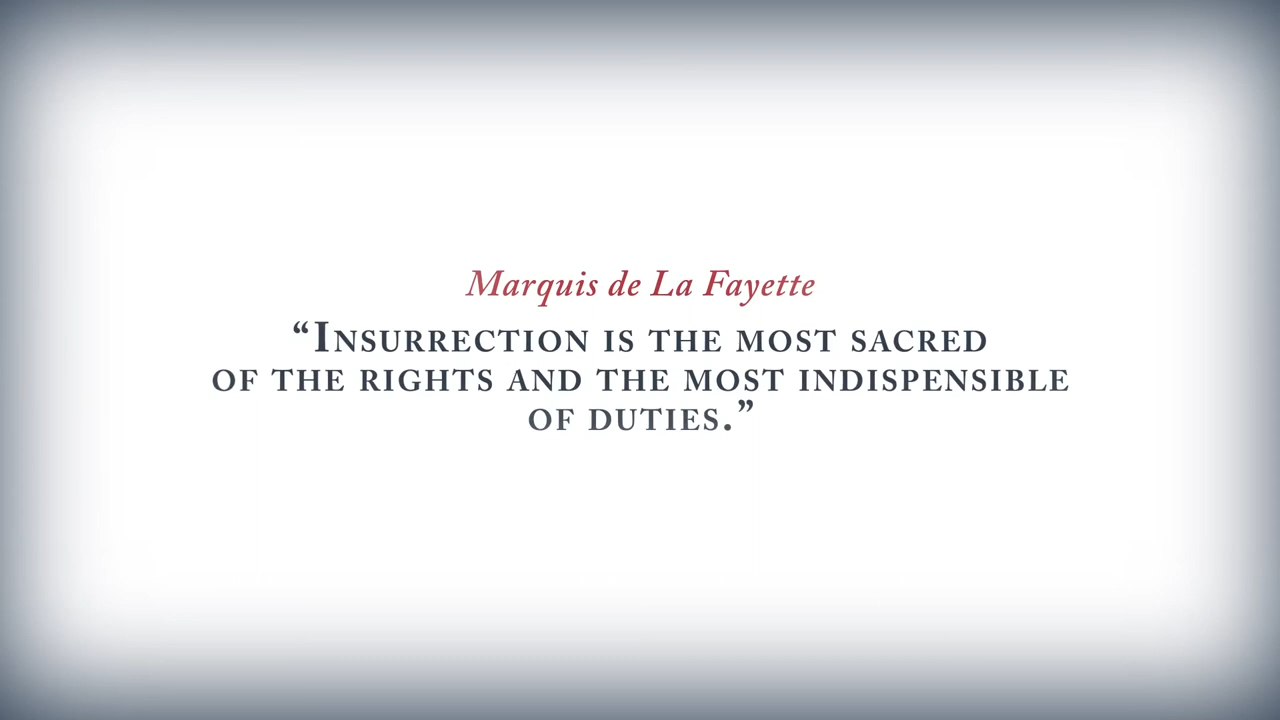 Marquis de La Fayette
“Insurrection is the most sacred
of the rights and the most indispensible
of duties.”